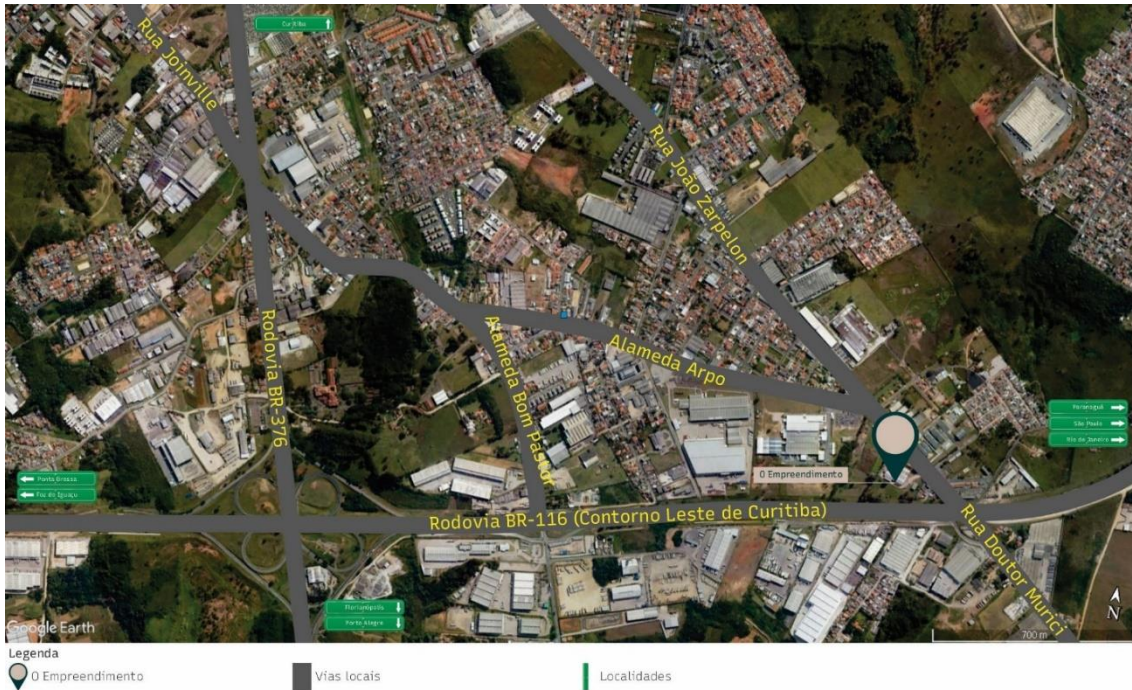 Curitiba
Rua Joinville
Rua João Zarpelon
Rodovia BR-376
Alameda Bom Pastor
Alameda Arpo
Paranaguá
São Paulo
Rio de Janeiro
O Empreendimento
Ponta Grossa
Foz do Iguaçu
Rodovia BR-116 (Contorno Leste de Curitiba)
Rua Doutor Murici
Florianópolis
Porto Alegre
N
Google Earth
700 m
Legenda
O Empreendimento
Vias locais
Localidades